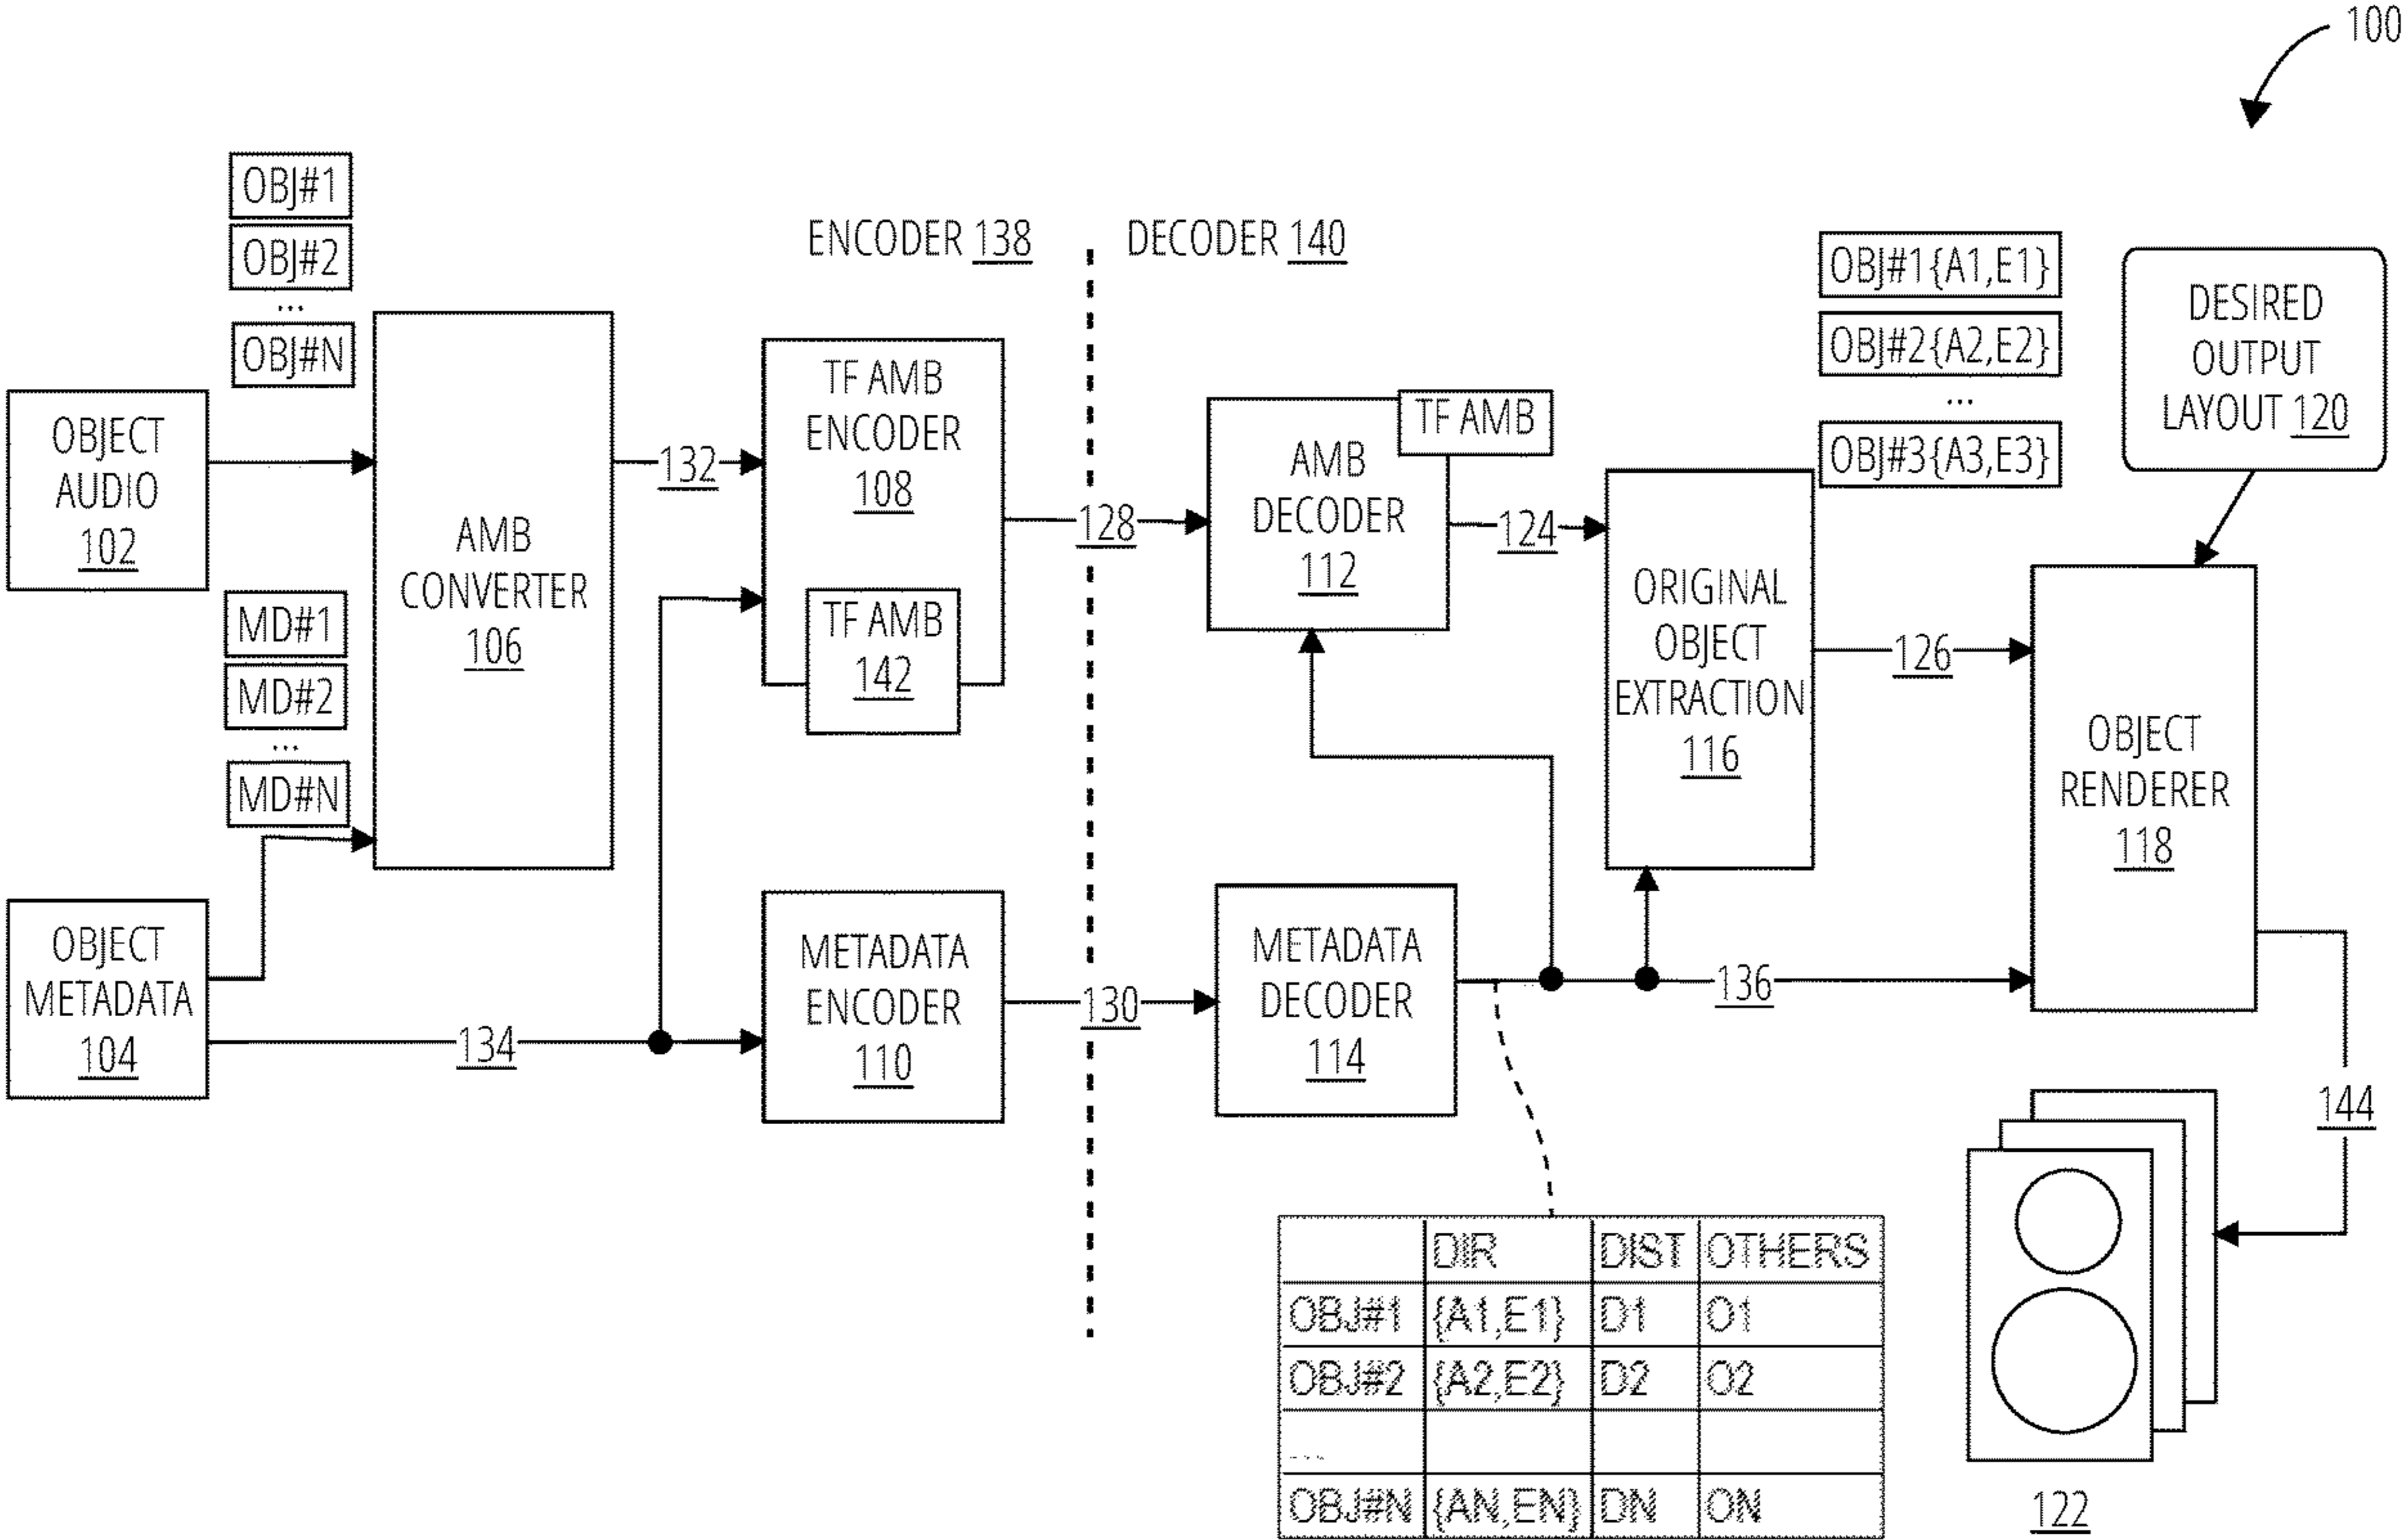 100
OBJ#1
OBJ#2
...
OBJ#N
OBJECT
AUDIO
102
MD#1
MD#2
...
MD#N
OBJECT
METADATA
104
AMB
CONVERTER
106
132
134
ENCODER 138
TF AMB
ENCODER
108
TF AMB
142
METADATA
ENCODER
110
128
130
DECODER 140
TF AMB
AMB
DECODER
112
METADATA
DECODER
114
124
ORIGINAL
OBJECT
EXTRACTION
116
OBJ#1{A1,E1}
OBJ#2{A2,E2}
...
OBJ#3{A3,E3}
DESIRED
OUTPUT
LAYOUT 120
126
136
OBJECT
RENDERER
118
144
122
DIR DIST OTHERS
OBJ#1 {A1,E1} D1 O1
OBJ#2 {A2,E2} D2 O2
...
OBJ#N {AN,EN} DN ON